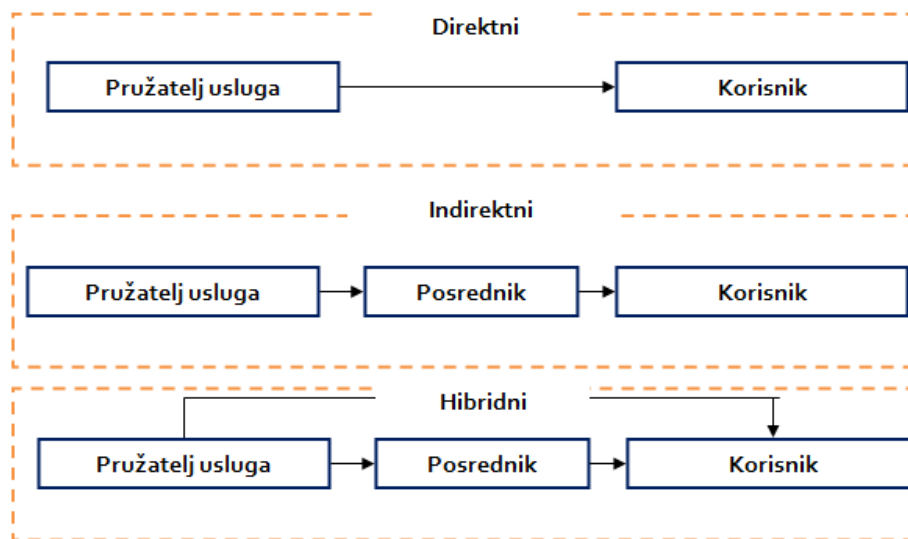 Direktni
Pružatelj usluga Korisnik
Indirektni
Pružatelj usluga Posrednik Korisnik
Hibridni
Pružatelj usluga Posrednik Korisnik